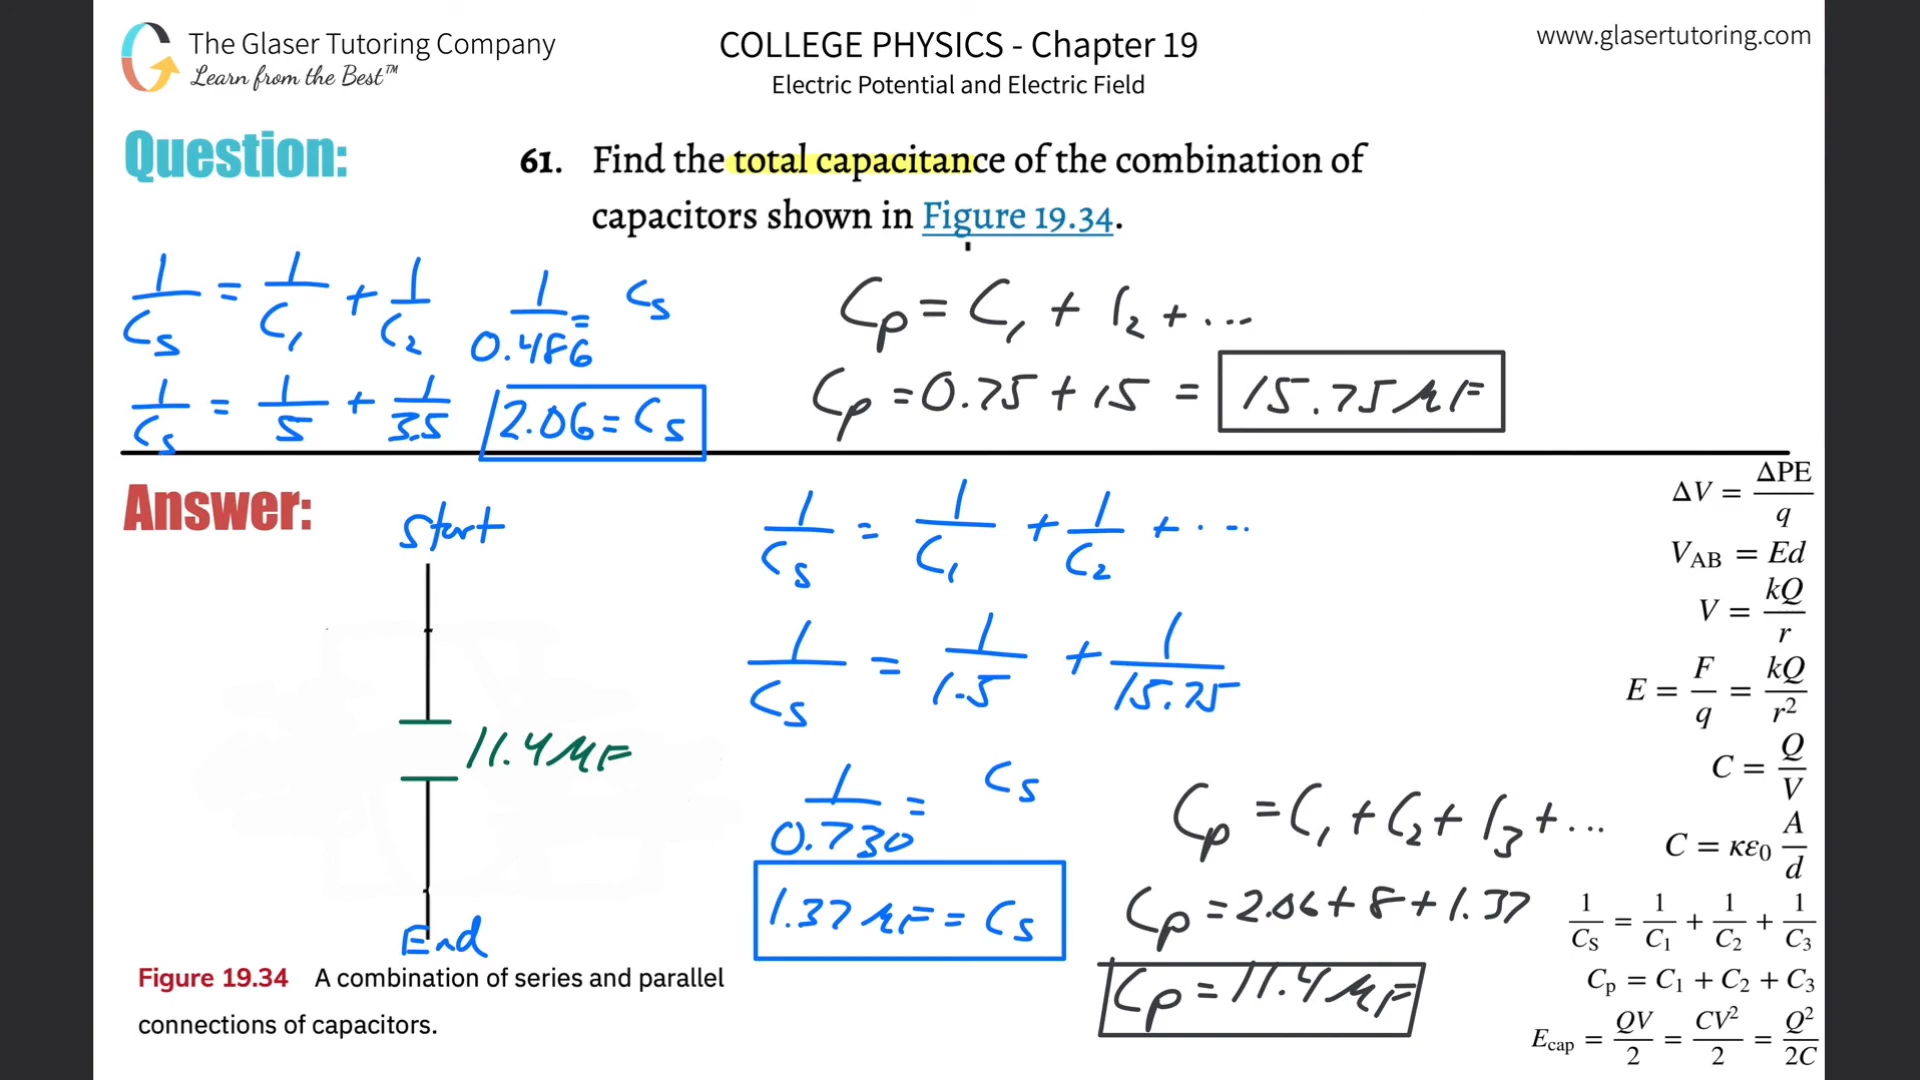 The Glaser Tutoring Company
Learn from the Best™
COLLEGE PHYSICS - Chapter 19
Electric Potential and Electric Field
www.glasertutoring.com
Question:
61. Find the total capacitance of the combination of
capacitors shown in Figure 19.34.
1/Cs = 1/C1 + 1/C2
1/0.486 = Cs
1/Cs = 1/5 + 1/3.5
2.06 = Cs
Cp = C1 + C2 + ...
Cp = 0.75 + 15 = 15.75 μF
Answer:
Start
11.4 μF
End
Figure 19.34 A combination of series and parallel
connections of capacitors.
1/Cs = 1/C1 + 1/C2 + ...
1/Cs = 1/1.5 + 1/15.75
1/0.730 = Cs
1.37 μF = Cs
Cp = C1 + C2 + C3 + ...
Cp = 2.06 + 8 + 1.37
Cp = 11.4 μF
ΔV = ΔPE/q
VAB = Ed
V = kQ/r
E = F/q = kQ/r²
C = Q/V
C = κε0 A/d
1/CS = 1/C1 + 1/C2 + 1/C3
Cp = C1 + C2 + C3
Ecap = QV/2 = CV²/2 = Q²/2C